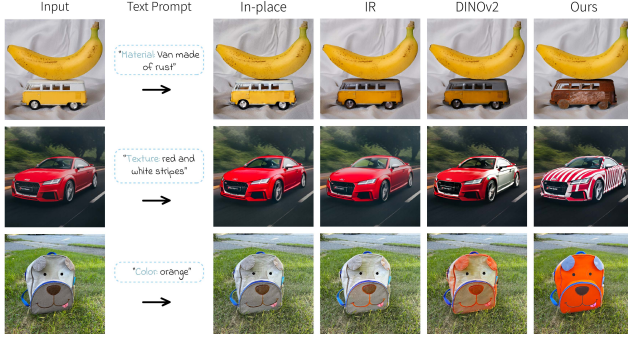 Input
Text Prompt
In-place
IR
DINOv2
Ours
"Material: Van made
of rust"
"Texture: red and
white stripes"
"Color: orange"